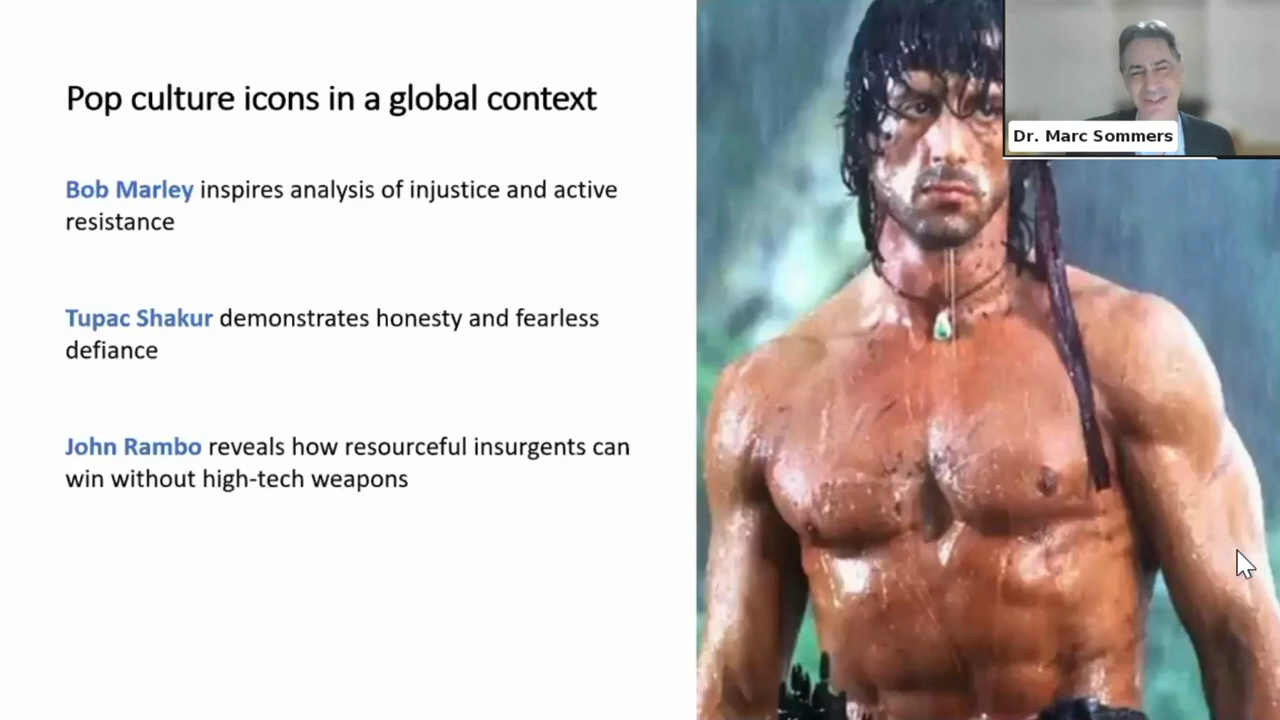 Pop culture icons in a global context
Bob Marley inspires analysis of injustice and active
resistance
Tupac Shakur demonstrates honesty and fearless
defiance
John Rambo reveals how resourceful insurgents can
win without high-tech weapons
Dr. Marc Sommers